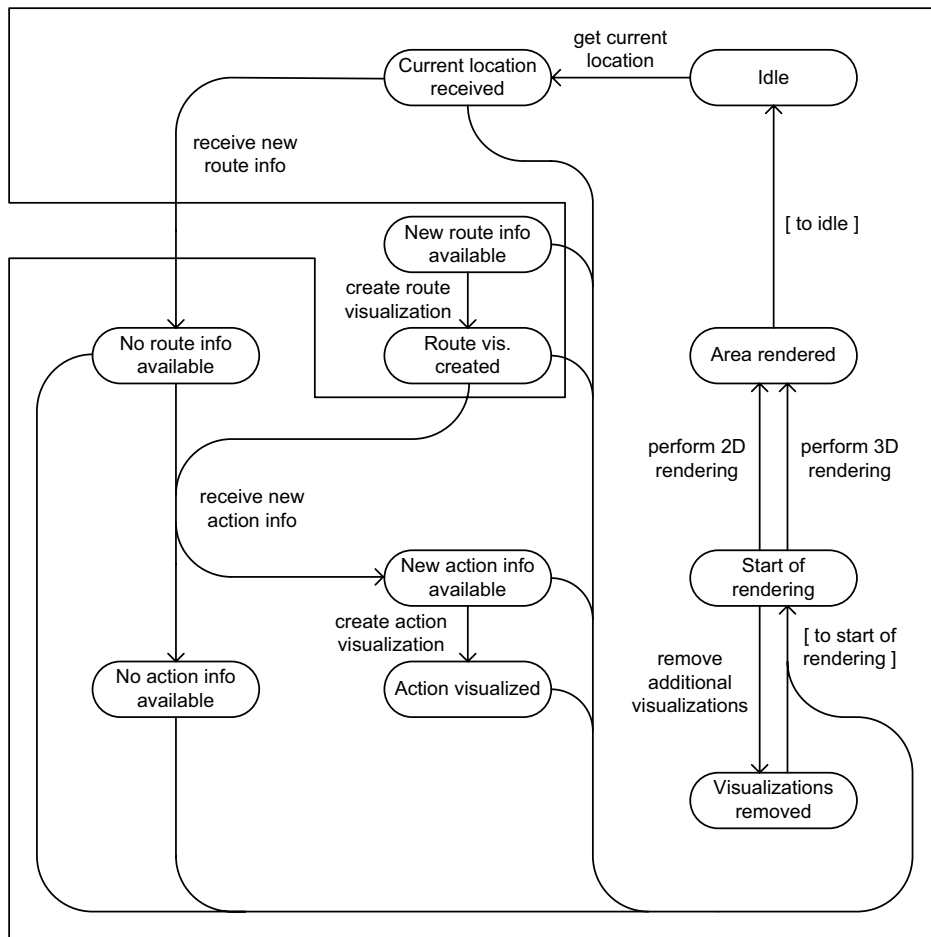 get current
location
Current location
received
Idle
receive new
route info
[ to idle ]
New route info
available
create route
visualization
No route info
available
Route vis.
created
Area rendered
perform 2D
rendering
perform 3D
rendering
receive new
action info
New action info
available
Start of
rendering
create action
visualization
[ to start of
rendering ]
remove
additional
visualizations
No action info
available
Action visualized
Visualizations
removed